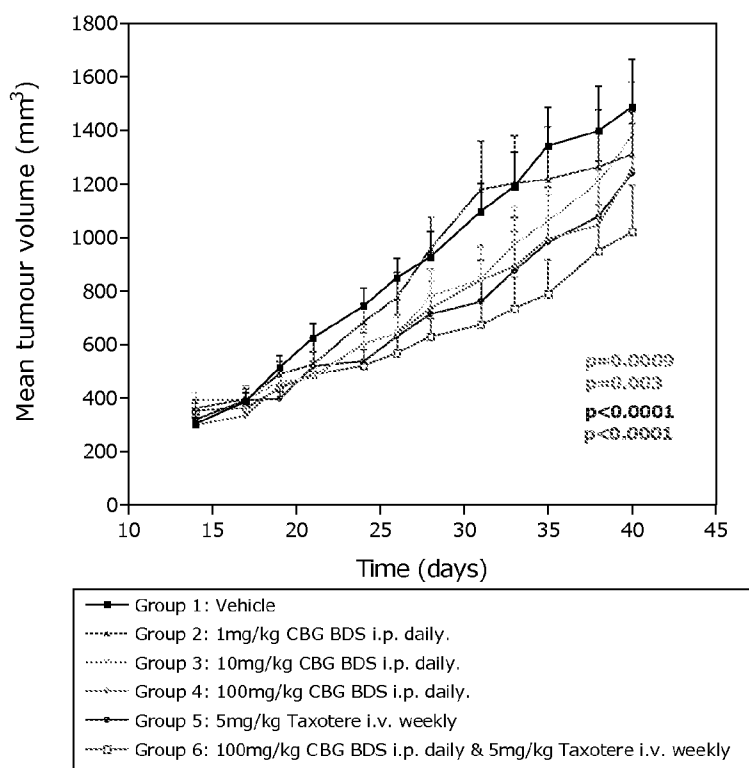 1800
1600
1400
1200
1000
800
600
400
200
0
Mean tumour volume (mm³)
10 15 20 25 30 35 40 45
Time (days)
p=0.0009
p=0.003
p<0.0001
p<0.0001
Group 1: Vehicle
Group 2: 1mg/kg CBG BDS i.p. daily.
Group 3: 10mg/kg CBG BDS i.p. daily.
Group 4: 100mg/kg CBG BDS i.p. daily.
Group 5: 5mg/kg Taxotere i.v. weekly
Group 6: 100mg/kg CBG BDS i.p. daily & 5mg/kg Taxotere i.v. weekly